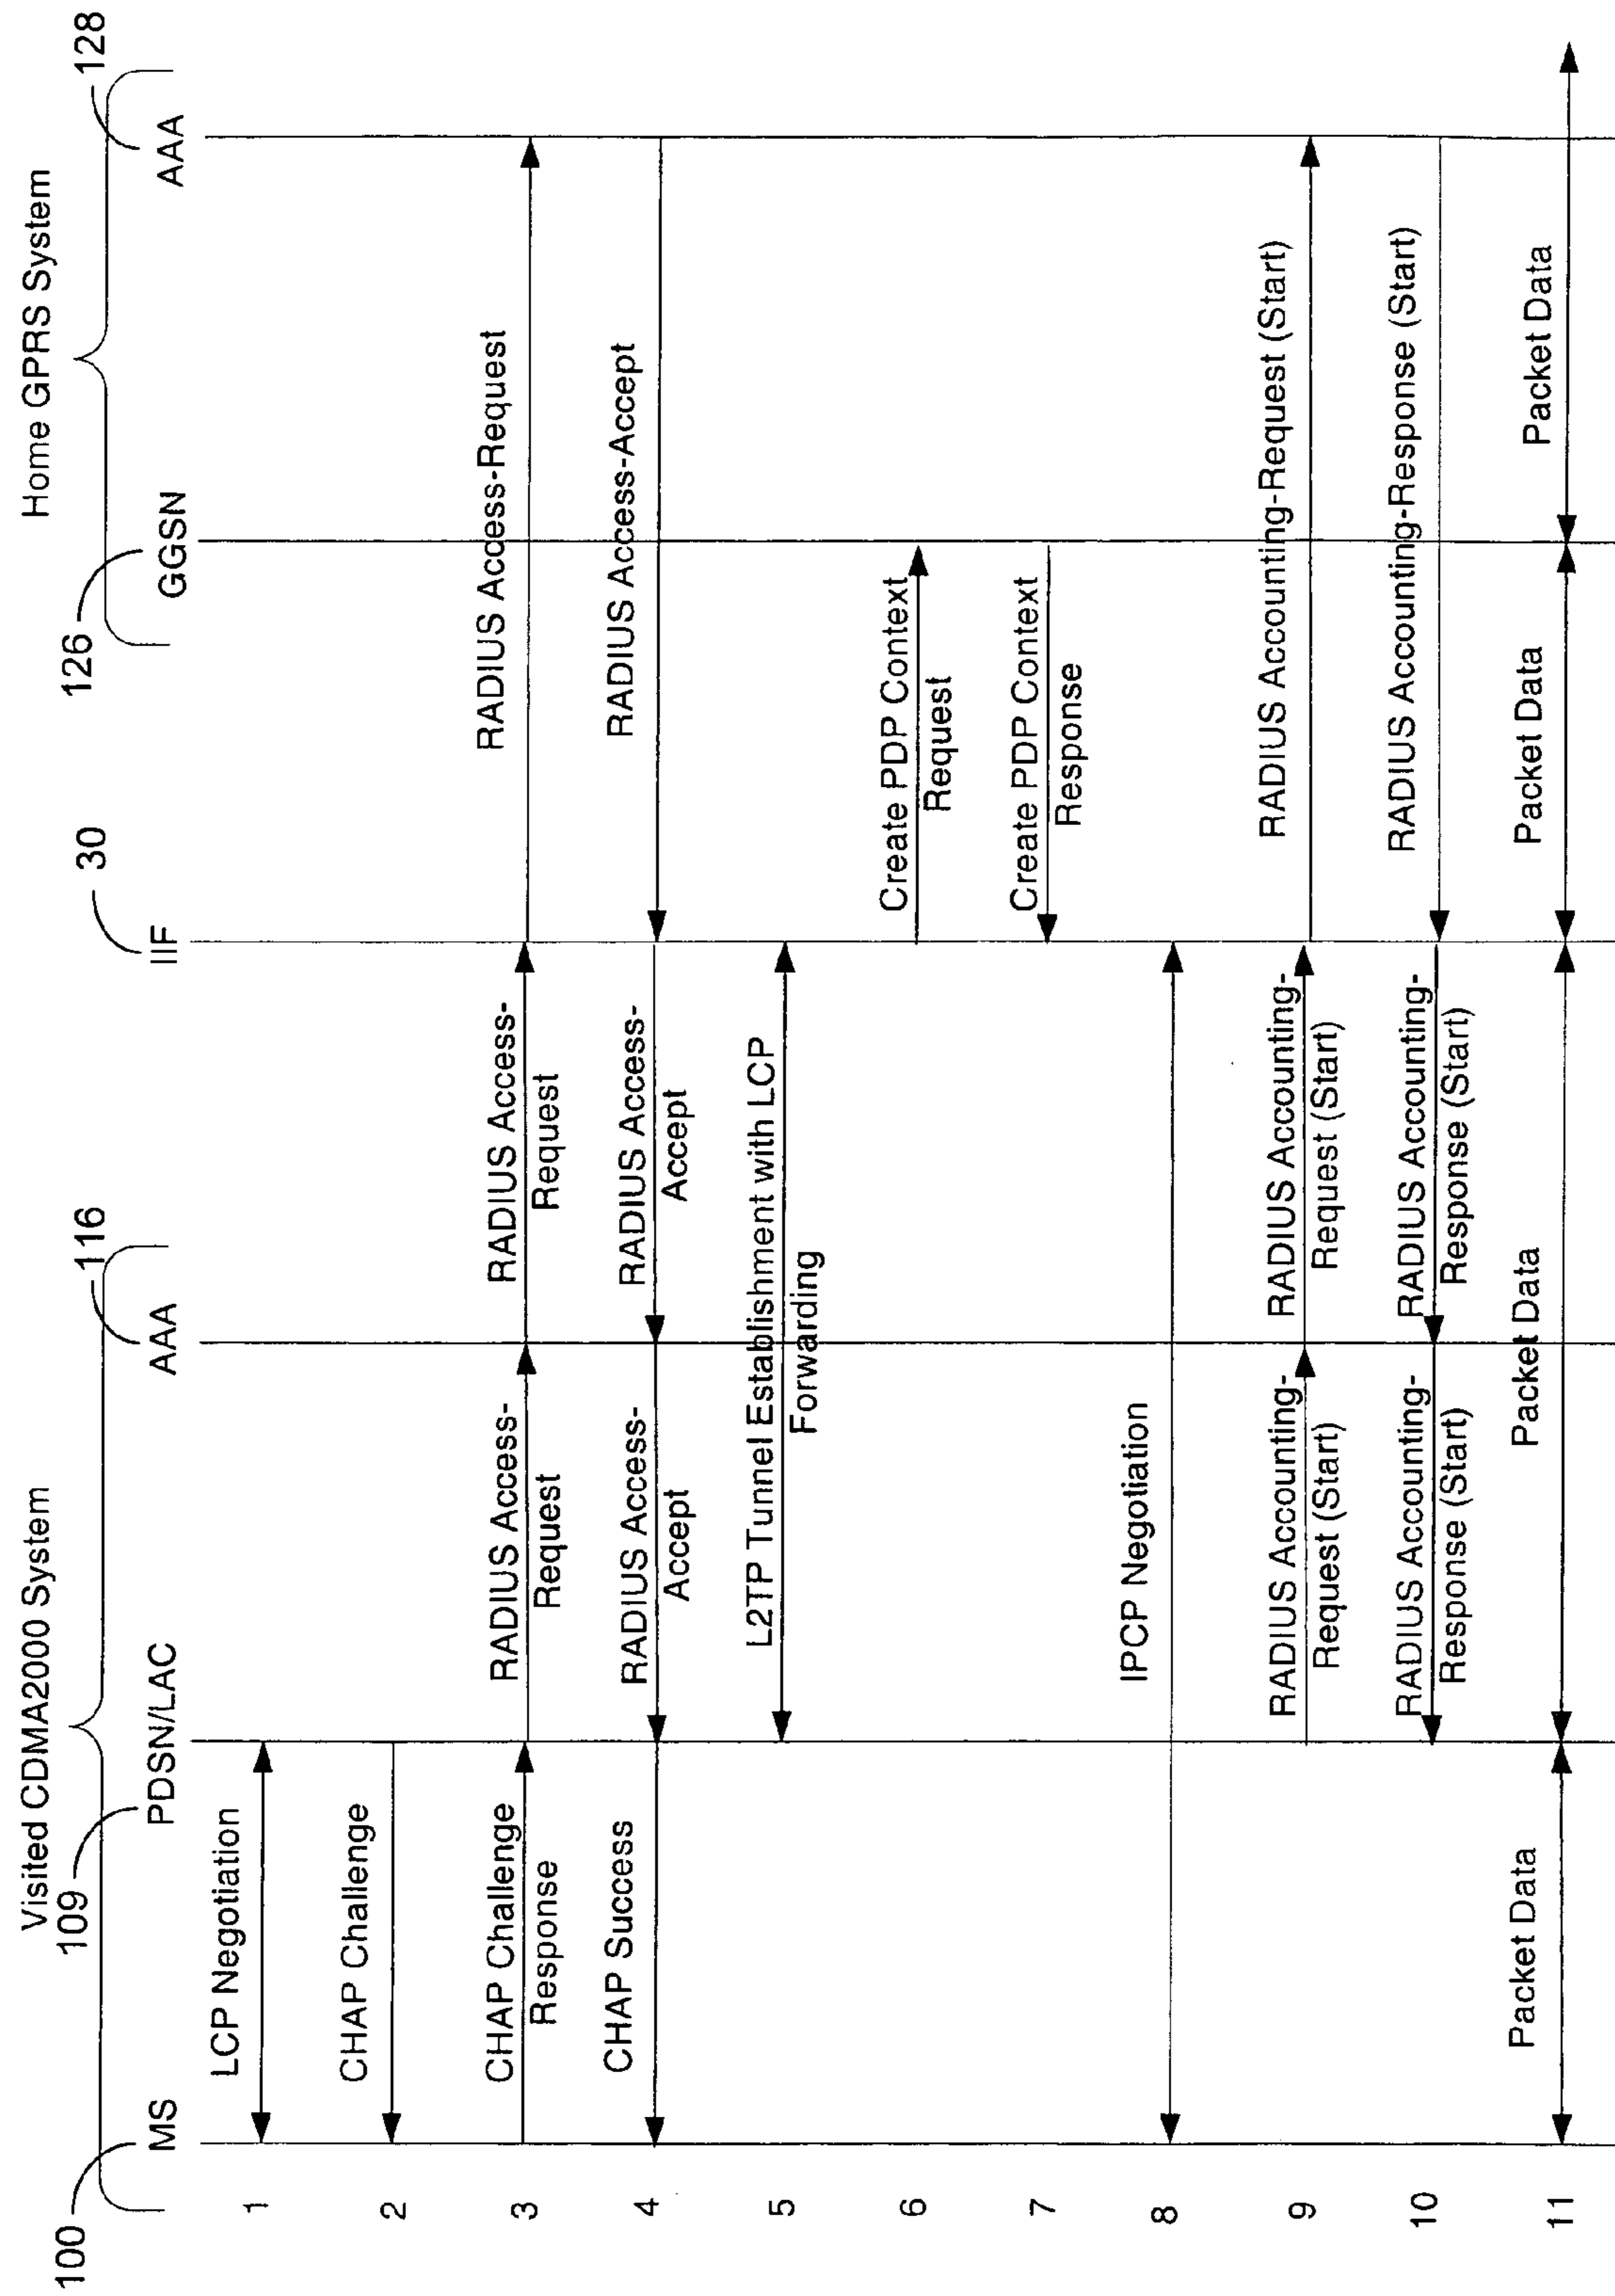 Visited CDMA2000 System
Home GPRS System
100
109
116
30
126
128
MS
PDSN/LAC
AAA
IIF
GGSN
AAA
1
LCP Negotiation
2
CHAP Challenge
3
CHAP Challenge
Response
RADIUS Access-
Request
RADIUS Access-
Request
RADIUS Access-Request
4
CHAP Success
RADIUS Access-
Accept
RADIUS Access-
Accept
RADIUS Access-Accept
5
L2TP Tunnel Establishment with LCP
Forwarding
6
Create PDP Context
Request
7
Create PDP Context
Response
8
IPCP Negotiation
9
RADIUS Accounting-
Request (Start)
RADIUS Accounting-
Request (Start)
RADIUS Accounting-Request (Start)
10
RADIUS Accounting-
Response (Start)
RADIUS Accounting-
Response (Start)
RADIUS Accounting-Response (Start)
11
Packet Data
Packet Data
Packet Data
Packet Data